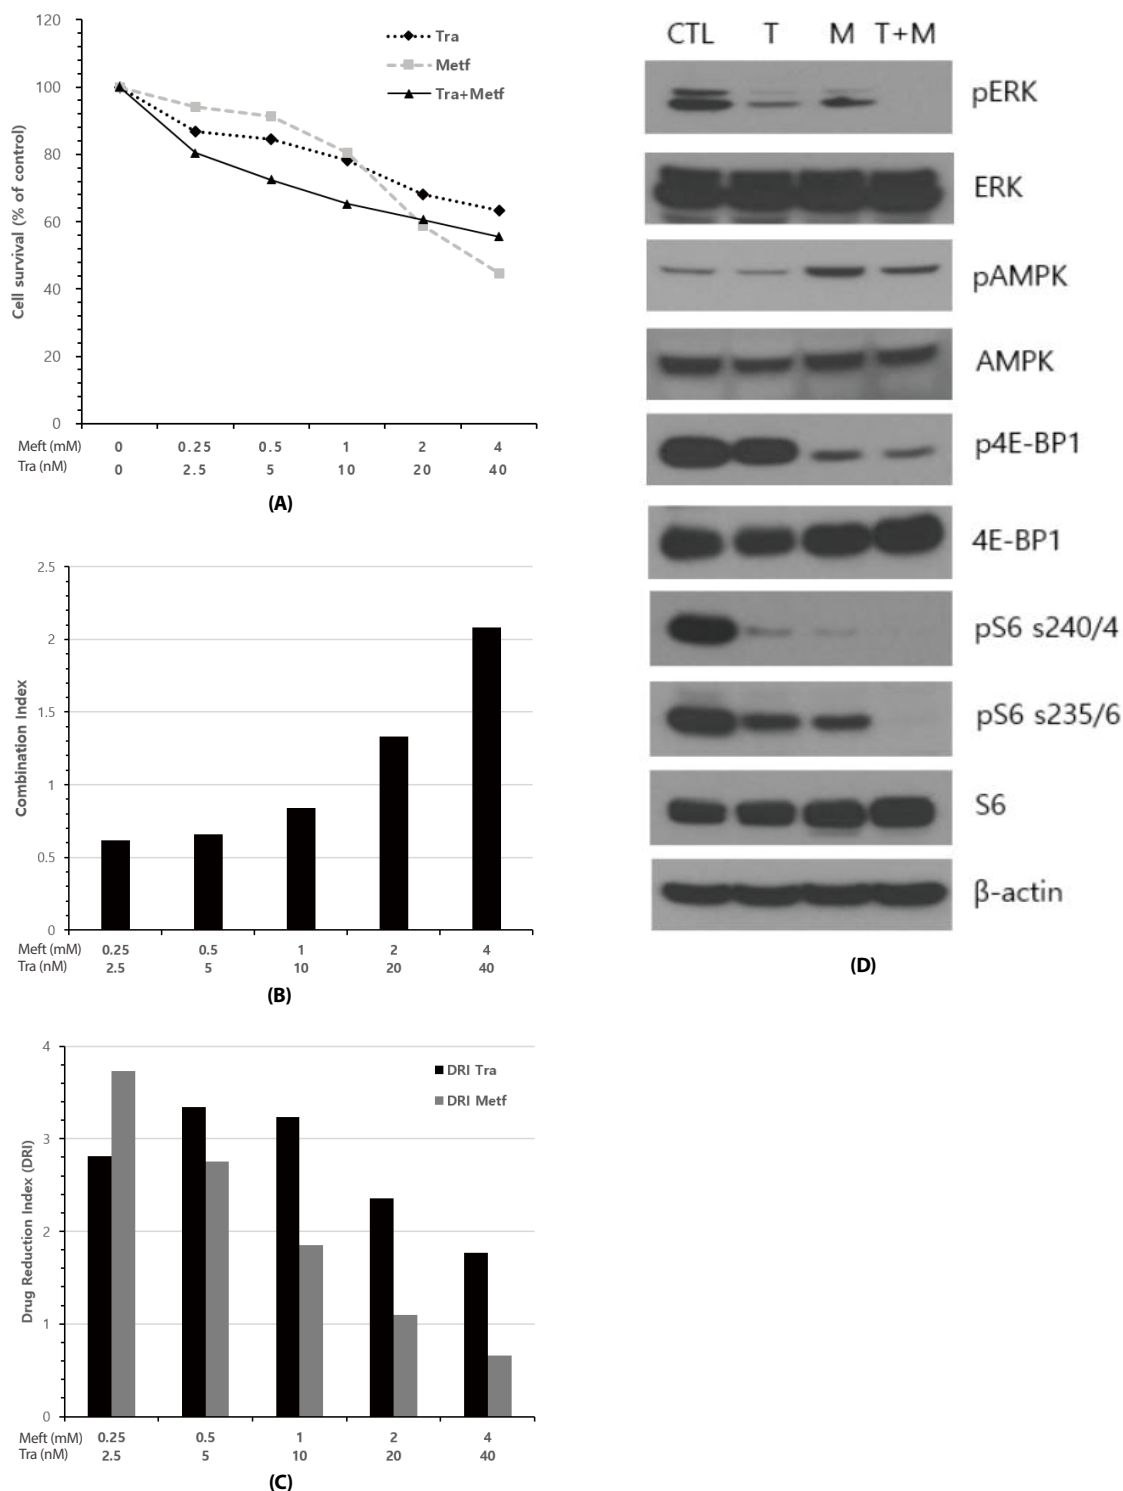 120
100
80
60
40
20
0
Cell survival (% of control)
Tra
Metf
Tra+Metf
Meft (mM) 0 0.25 0.5 1 2 4
Tra (nM) 0 2.5 5 10 20 40
(A)
2.5
2
1.5
1
0.5
0
Combination Index
Meft (mM) 0.25 0.5 1 2 4
Tra (nM) 2.5 5 10 20 40
(B)
4
3
2
1
0
Drug Reduction Index (DRI)
DRI Tra
DRI Metf
Meft (mM) 0.25 0.5 1 2 4
Tra (nM) 2.5 5 10 20 40
(C)
CTL T M T+M
pERK
ERK
pAMPK
AMPK
p4E-BP1
4E-BP1
pS6 s240/4
pS6 s235/6
S6
β-actin
(D)